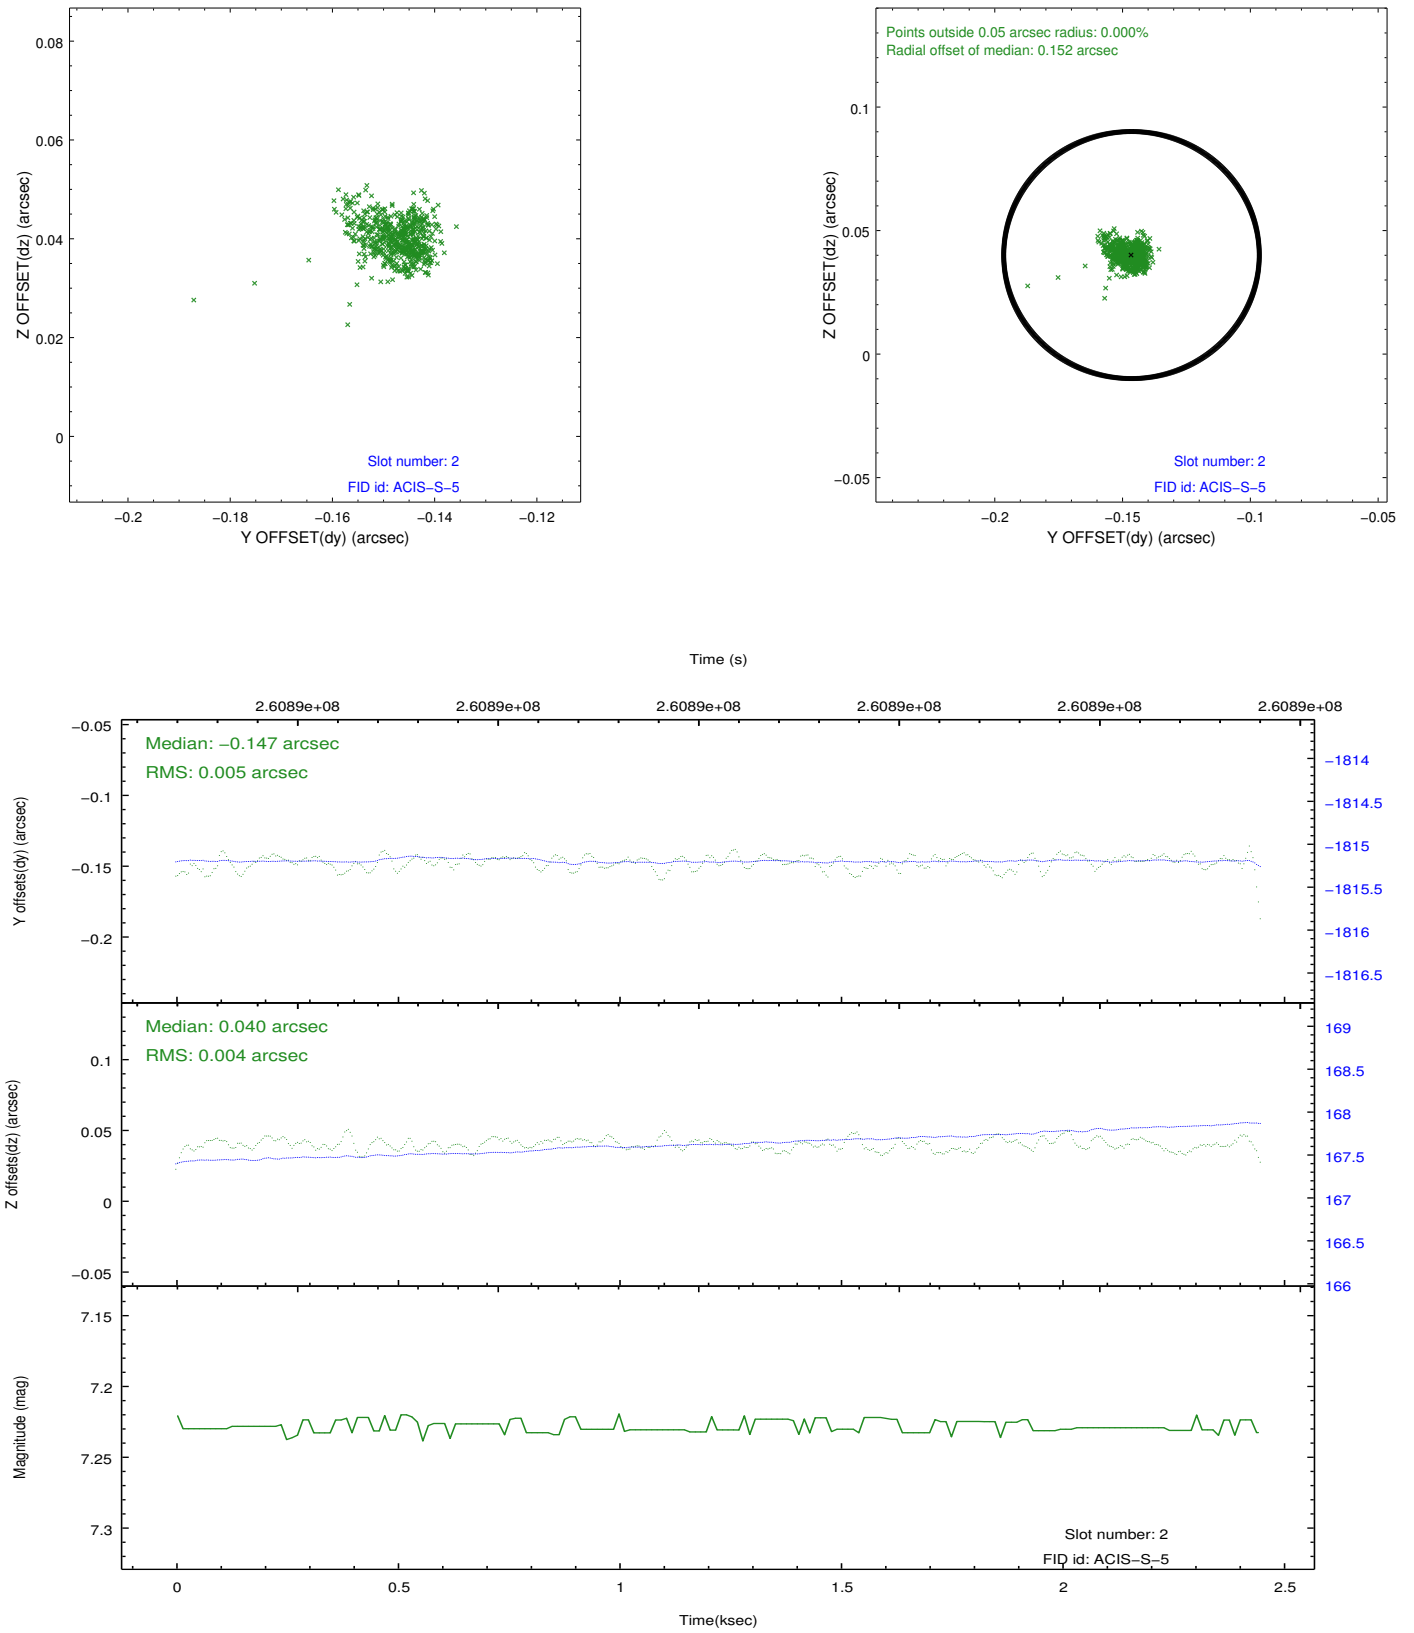 0.08
0.06
0.04
0.02
0
−0.2
−0.18
−0.16
−0.14
−0.12
Z OFFSET(dz) (arcsec)
Y OFFSET(dy) (arcsec)
Slot number: 2
FID id: ACIS−S−5
Points outside 0.05 arcsec radius: 0.000%
Radial offset of median: 0.152 arcsec
0.1
0.05
0
−0.05
−0.2
−0.15
−0.1
−0.05
Z OFFSET(dz) (arcsec)
Y OFFSET(dy) (arcsec)
Slot number: 2
FID id: ACIS−S−5
Time (s)
2.6089e+08
2.6089e+08
2.6089e+08
2.6089e+08
2.6089e+08
2.6089e+08
Median: −0.147 arcsec
RMS: 0.005 arcsec
−0.05
−0.1
−0.15
−0.2
Y offsets(dy) (arcsec)
−1814
−1814.5
−1815
−1815.5
−1816
−1816.5
Median: 0.040 arcsec
RMS: 0.004 arcsec
0.1
0.05
0
−0.05
Z offsets(dz) (arcsec)
169
168.5
168
167.5
167
166.5
166
7.15
7.2
7.25
7.3
Magnitude (mag)
Slot number: 2
FID id: ACIS−S−5
0
0.5
1
1.5
2
2.5
Time(ksec)